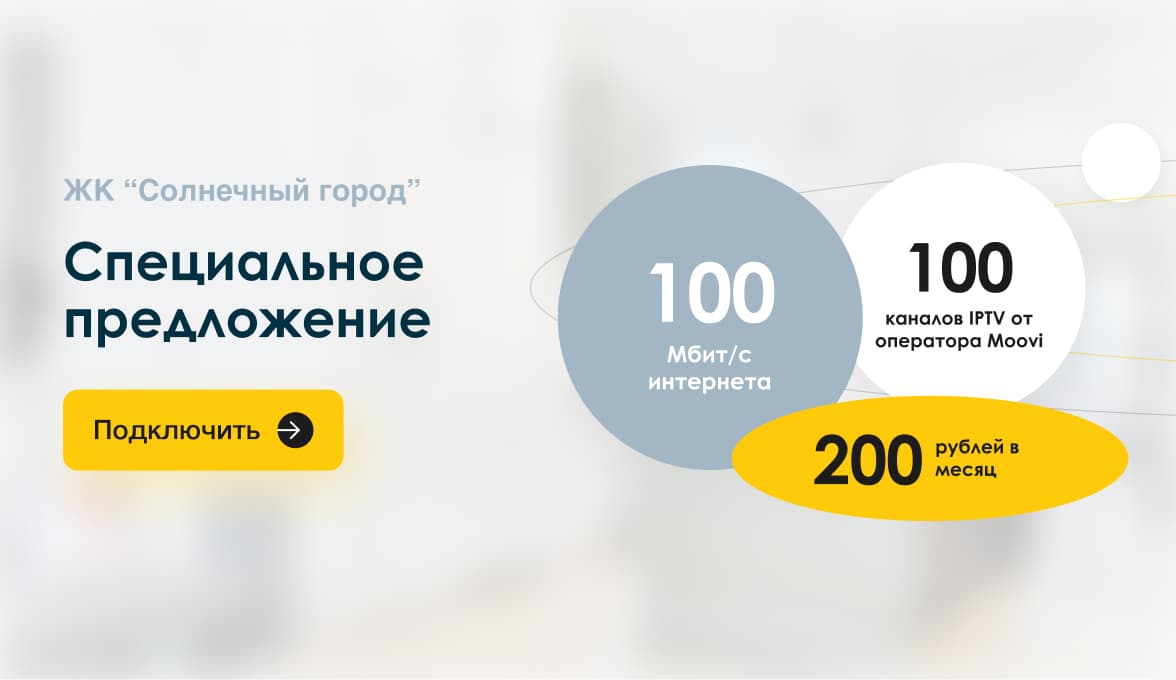 ЖК “Солнечный город”
Специальное
предложение
Подключить
100
Мбит/с
интернета
100
каналов IPTV от
оператора Moovi
200
рублей в
месяц